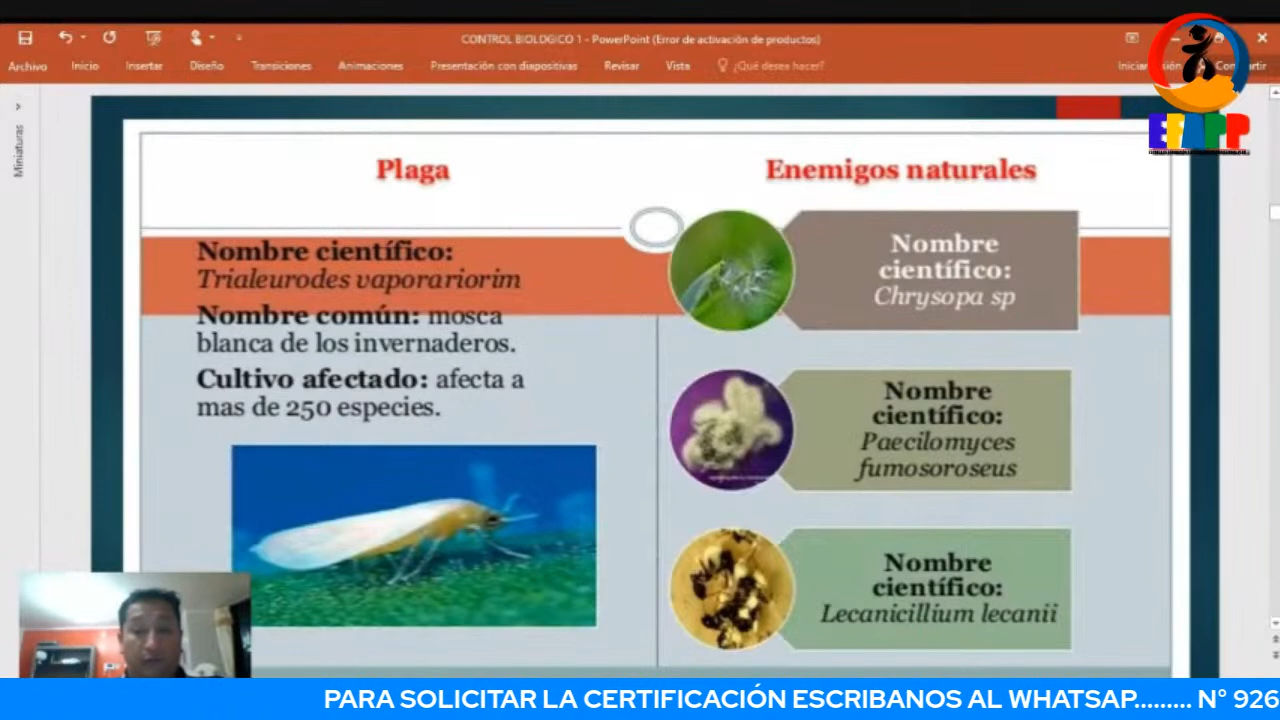 CONTROL BIOLOGICO 1 - PowerPoint (Error de activación de productos)
Archivo
Inicio
Insertar
Diseño
Transiciones
Animaciones
Presentación con diapositivas
Revisar
Vista
¿Qué desea hacer?
Miniaturas
EFAPP
Plaga
Nombre científico:
Trialeurodes vaporariorim
Nombre común: mosca
blanca de los invernaderos.
Cultivo afectado: afecta a
mas de 250 especies.
Enemigos naturales
Nombre
científico:
Chrysopa sp
Nombre
científico:
Paecilomyces
fumosoroseus
Nombre
científico:
Lecanicillium lecanii
PARA SOLICITAR LA CERTIFICACIÓN ESCRIBANOS AL WHATSAP......... N° 926